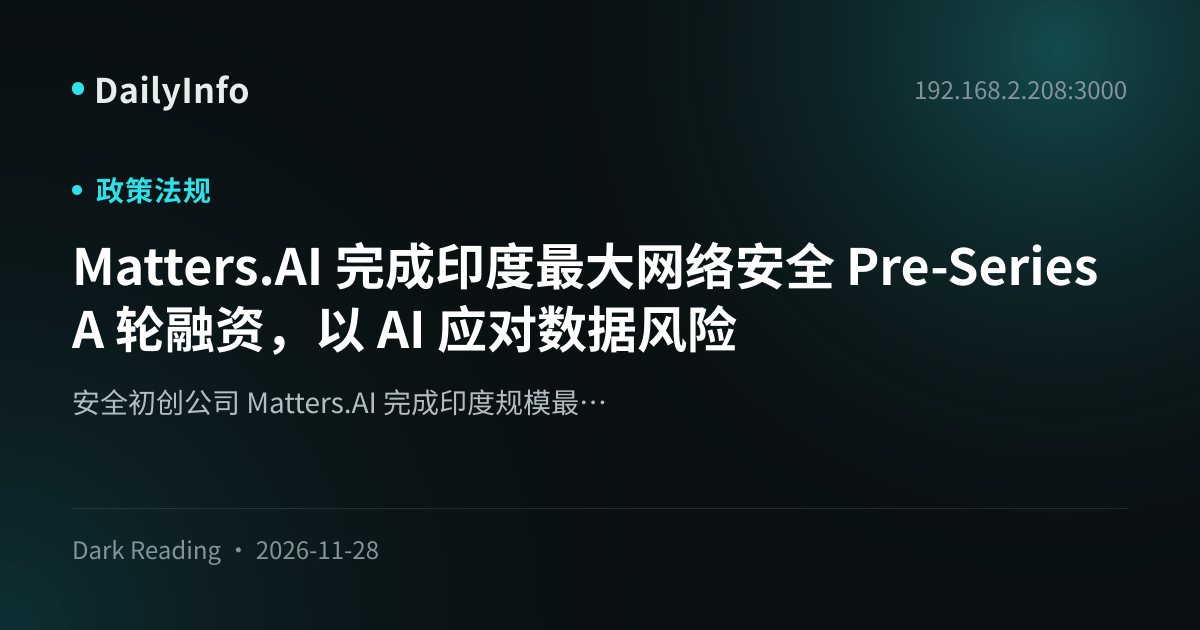 DailyInfo
192.168.2.208:3000
政策法规
Matters.AI 完成印度最大网络安全 Pre-Series
A 轮融资，以 AI 应对数据风险
安全初创公司 Matters.AI 完成印度规模最…
Dark Reading • 2026-11-28